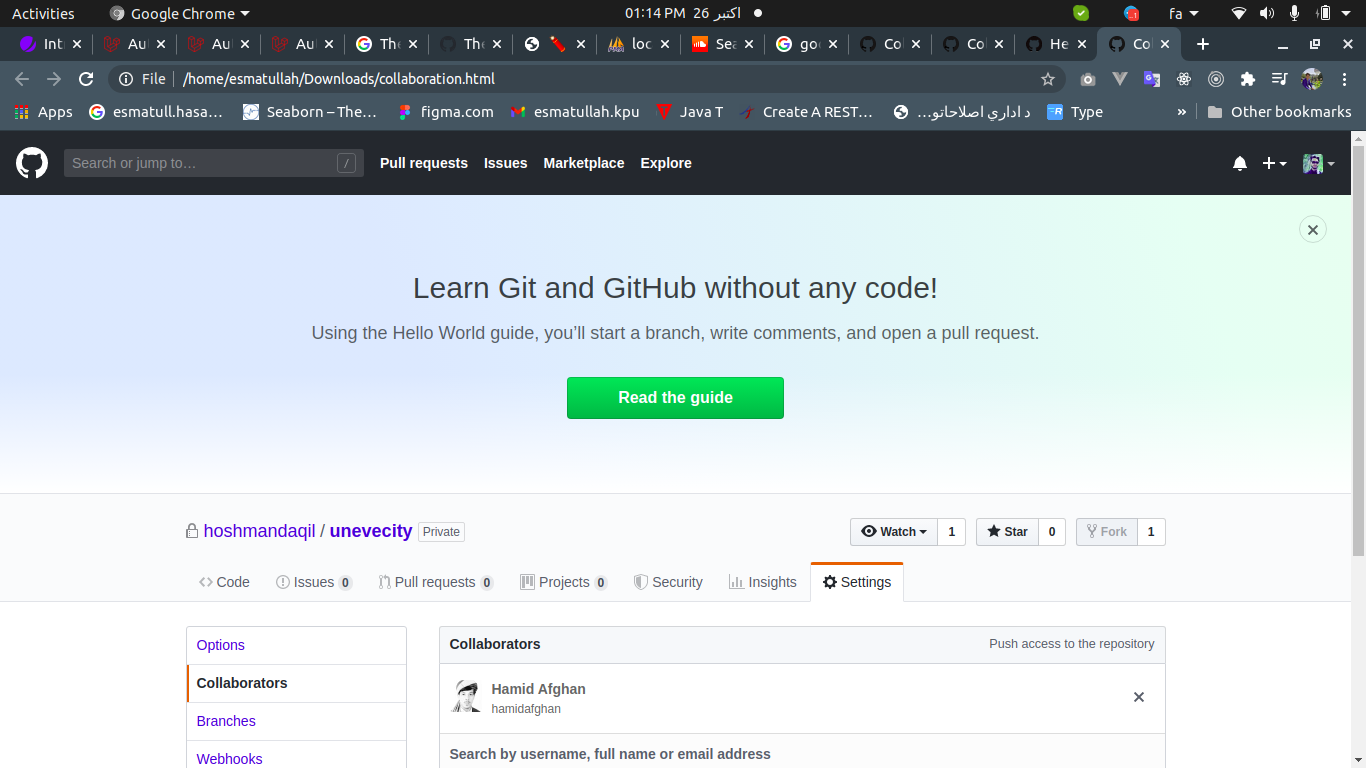 Activities Google Chrome 01:14 PM 26 اکتبر fa
Int Aul Aul Aul The The loc Sea goo Col Col He Col
File /home/esmatullah/Downloads/collaboration.html
Apps esmatull.hasa… Seaborn – The… figma.com esmatullah.kpu Java T Create A REST… د اداري اصلاحاتو… Type » Other bookmarks
Search or jump to… / Pull requests Issues Marketplace Explore
Learn Git and GitHub without any code!
Using the Hello World guide, you’ll start a branch, write comments, and open a pull request.
Read the guide
hoshmandaqil / unevecity Private Watch 1 Star 0 Fork 1
Code Issues 0 Pull requests 0 Projects 0 Security Insights Settings
Options
Collaborators
Branches
Webhooks
Collaborators Push access to the repository
Hamid Afghan
hamidafghan
Search by username, full name or email address